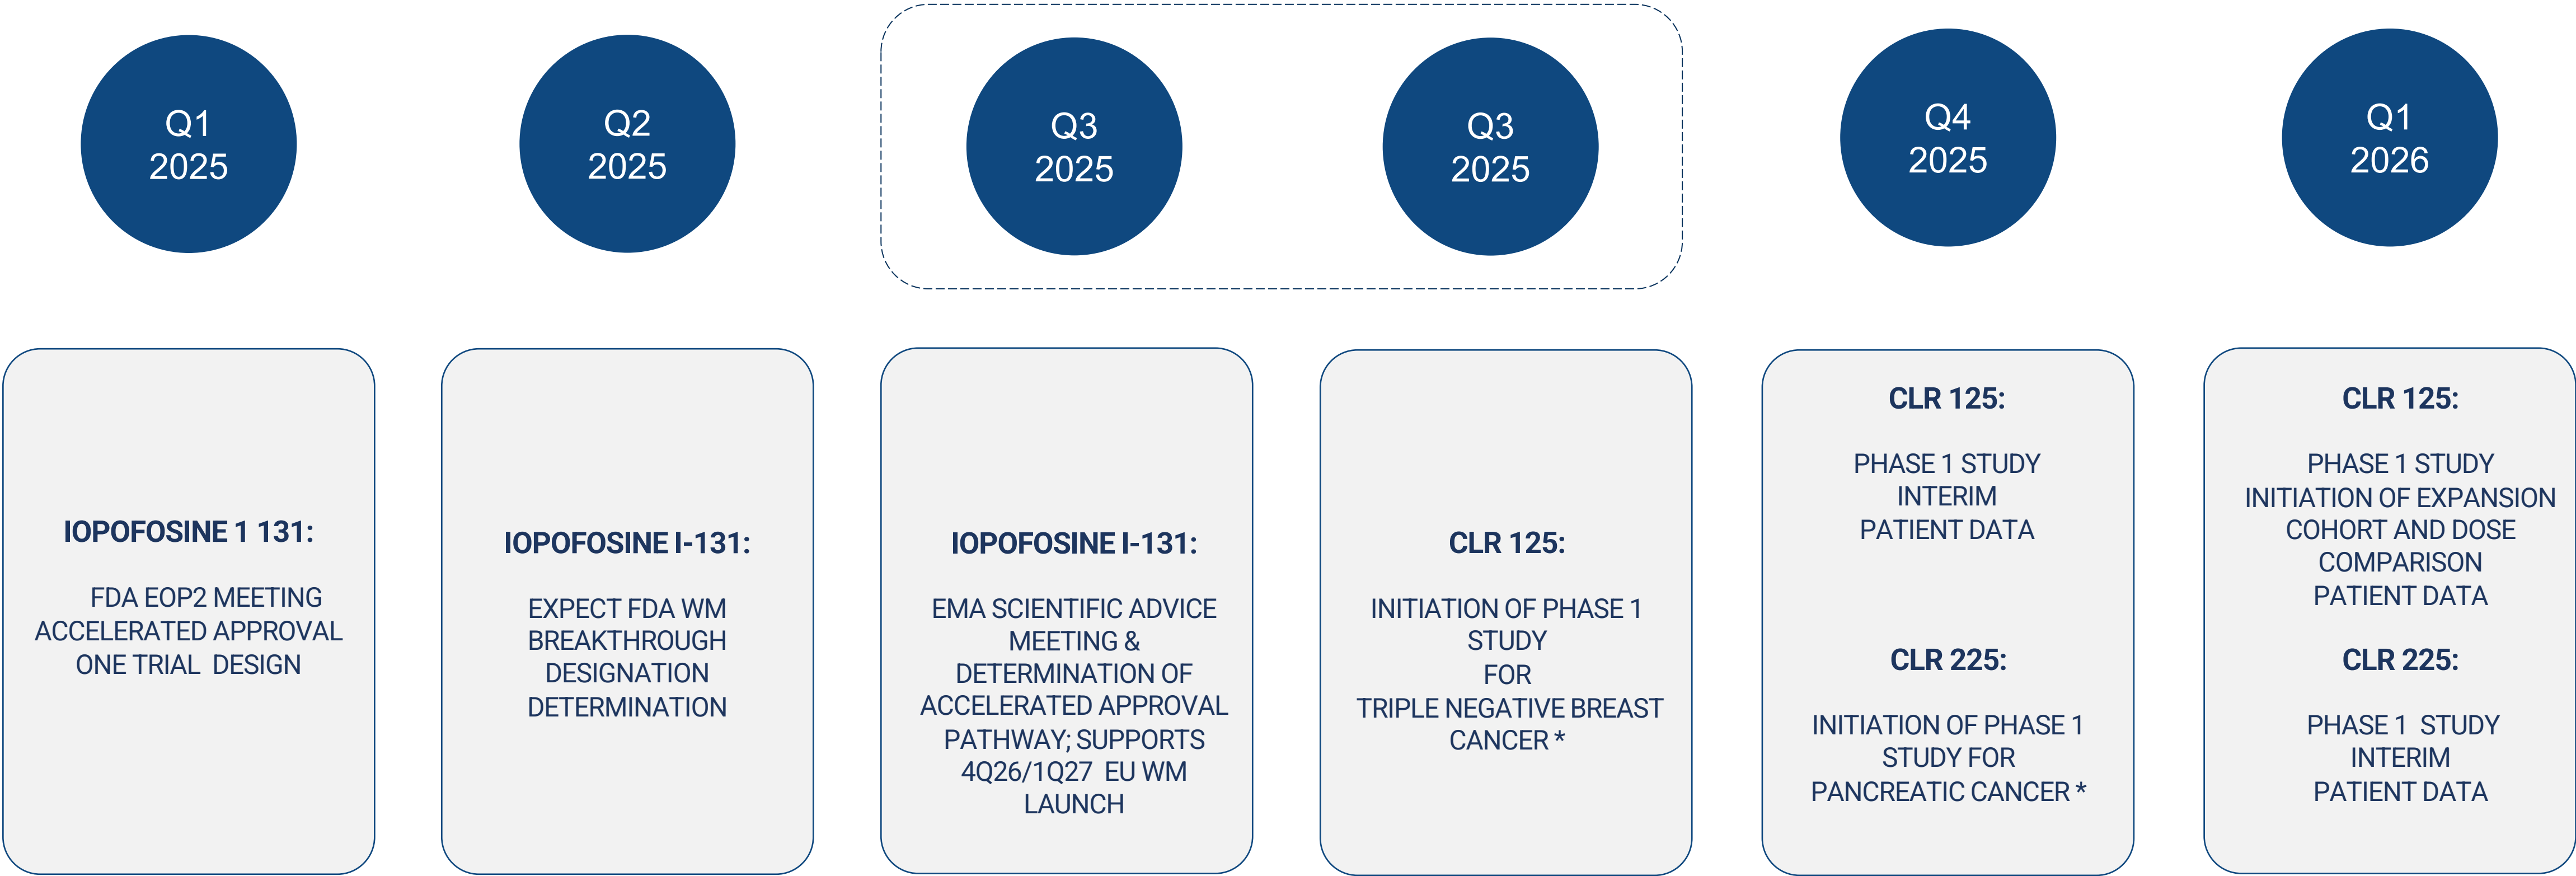 Q1
2025
Q2
2025
Q3
2025
Q3
2025
Q4
2025
Q1
2026
IOPOFOSINE 1 131:
FDA EOP2 MEETING
ACCELERATED APPROVAL
ONE TRIAL DESIGN
IOPOFOSINE I-131:
EXPECT FDA WM
BREAKTHROUGH
DESIGNATION
DETERMINATION
IOPOFOSINE I-131:
EMA SCIENTIFIC ADVICE
MEETING &
DETERMINATION OF
ACCELERATED APPROVAL
PATHWAY; SUPPORTS
4Q26/1Q27 EU WM
LAUNCH
CLR 125:
INITIATION OF PHASE 1
STUDY
FOR
TRIPLE NEGATIVE BREAST
CANCER *
CLR 125:
PHASE 1 STUDY
INTERIM
PATIENT DATA
CLR 225:
INITIATION OF PHASE 1
STUDY FOR
PANCREATIC CANCER *
CLR 125:
PHASE 1 STUDY
INITIATION OF EXPANSION
COHORT AND DOSE
COMPARISON
PATIENT DATA
CLR 225:
PHASE 1 STUDY
INTERIM
PATIENT DATA